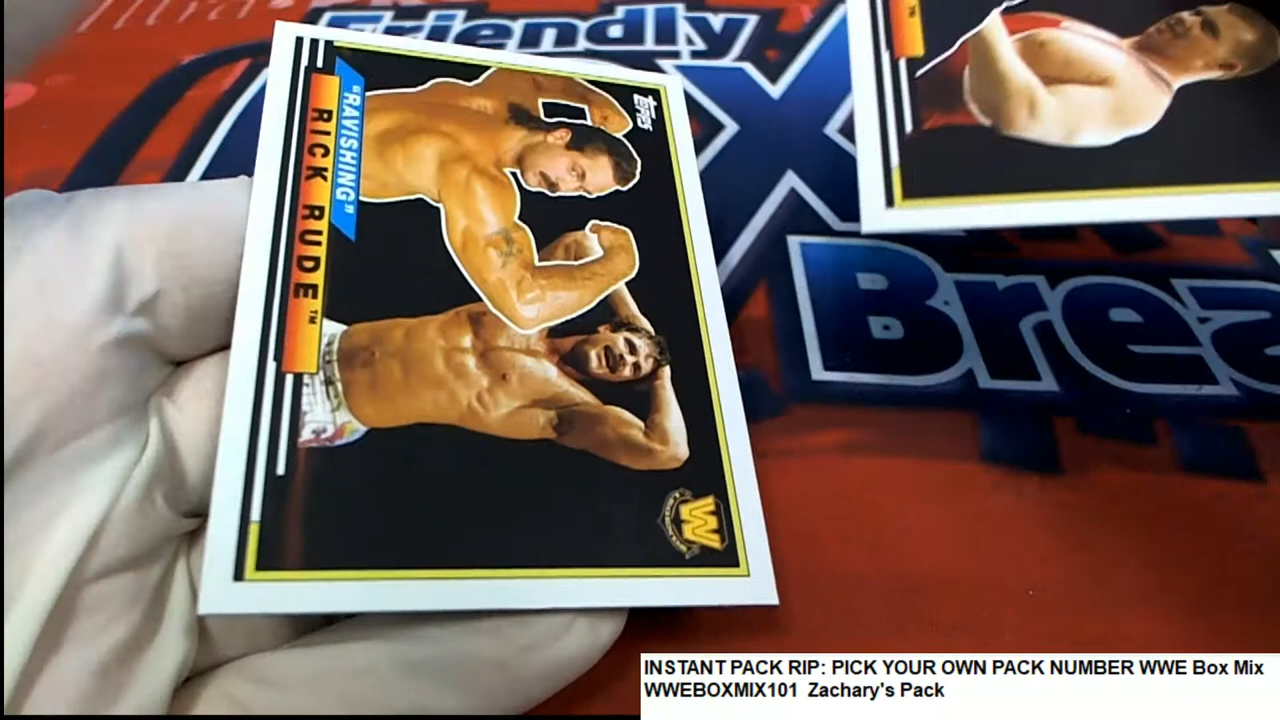 Friendly
BOX
Brea
topps
"RAVISHING"
RICK RUDE™
W
INSTANT PACK RIP: PICK YOUR OWN PACK NUMBER WWE Box Mix
WWEBOXMIX101 Zachary's Pack